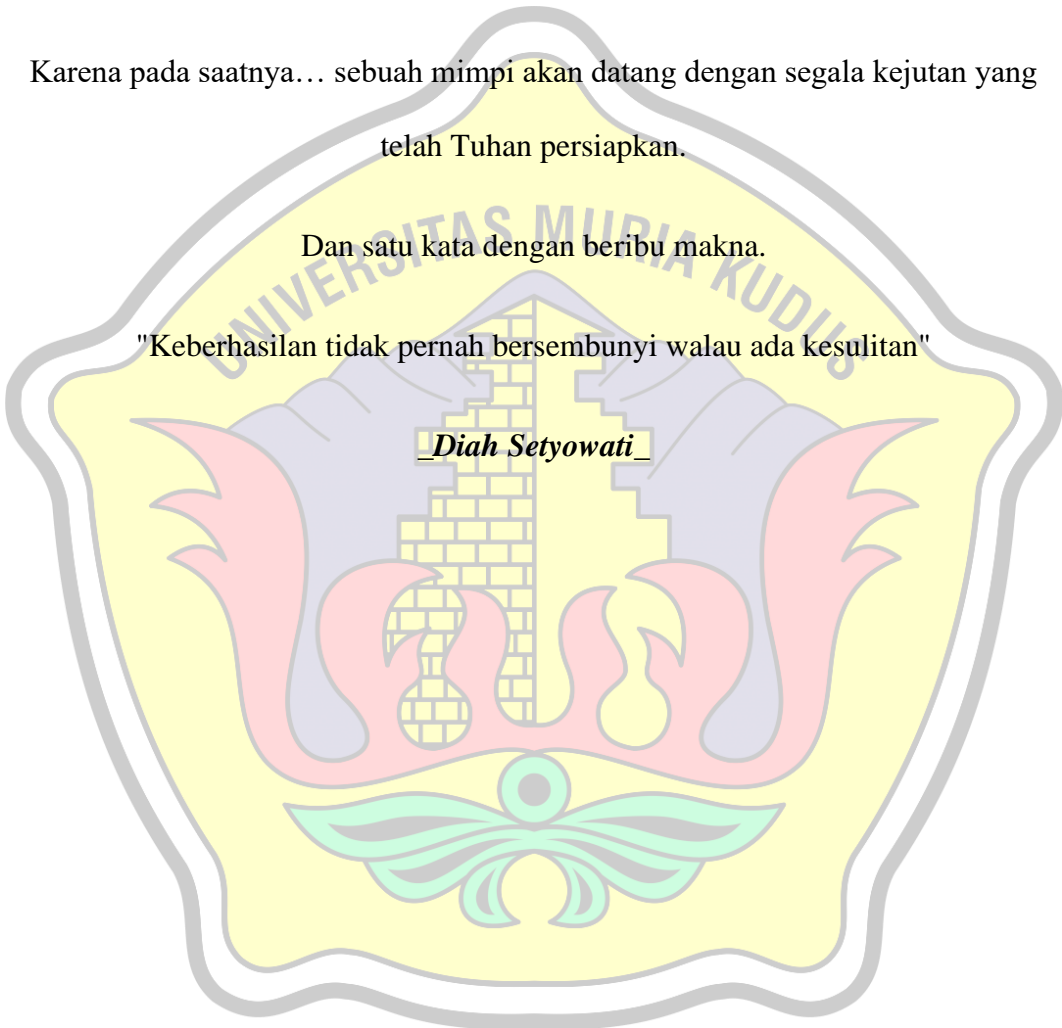 Karena pada saatnya… sebuah mimpi akan datang dengan segala kejutan yang
telah Tuhan persiapkan.
UNIVERSITAS MURIA KUDUS
Dan satu kata dengan beribu makna.
"Keberhasilan tidak pernah bersembunyi walau ada kesulitan"
_Diah Setyowati_